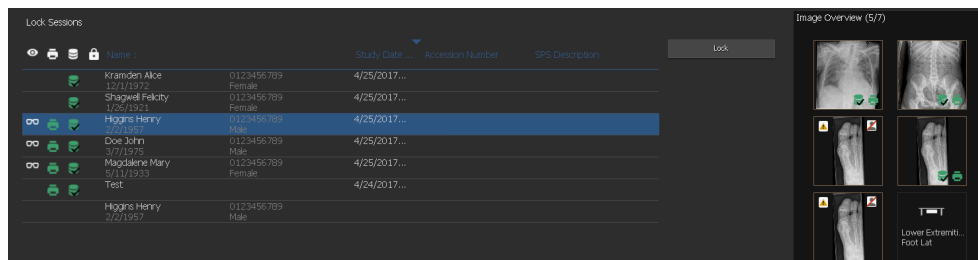 Lock Sessions
Image Overview (5/7)
Name : Study Date ... Accession Number SPS Description
Lock
Kramden Alice 0123456789 4/25/2017...
12/1/1972 Female
Shagwell Felicity 0123456789 4/25/2017...
1/26/1921 Female
Higgins Henry 0123456789 4/25/2017...
2/2/1957 Male
Doe John 0123456789 4/25/2017...
3/7/1975 Male
Magdalene Mary 0123456789 4/25/2017...
5/11/1933 Female
Test 4/24/2017...
Higgins Henry 0123456789
2/2/1957 Male
Lower Extremiti...
Foot Lat